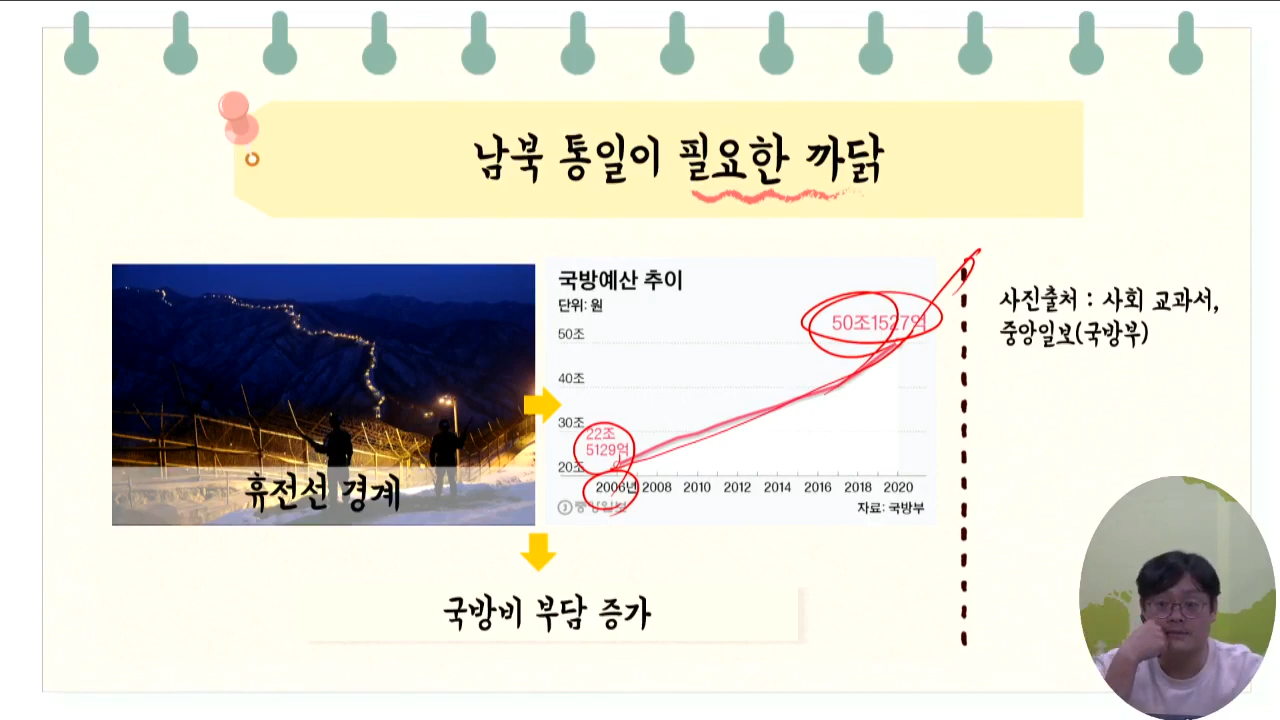 남북 통일이 필요한 까닭
휴전선 경계
국방예산 추이
단위: 원
50조
40조
30조
20조
22조
5129억
50조1527억
2006년 2008 2010 2012 2014 2016 2018 2020
중앙일보
자료: 국방부
사진출처 : 사회 교과서,
중앙일보(국방부)
국방비 부담 증가